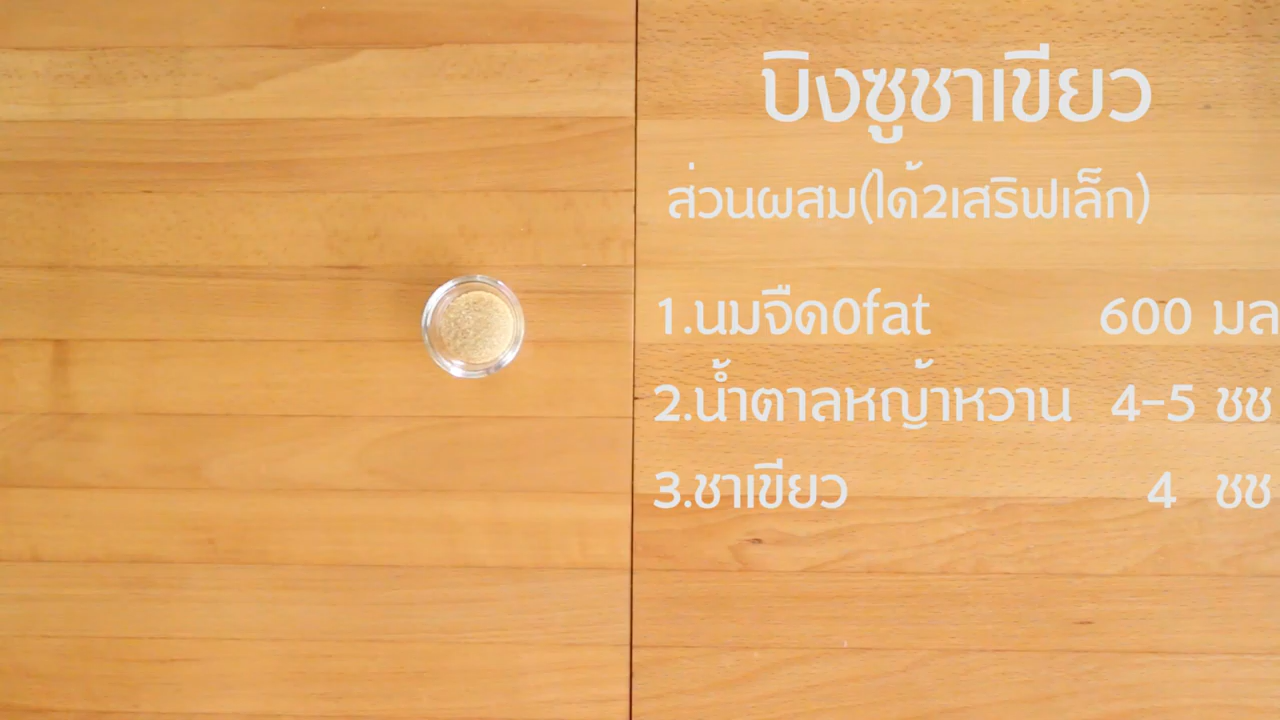 บิงซูชาเขียว
ส่วนผสม(ได้2เสริฟเล็ก)
1.นมจืด0fat 600 มล
2.น้ำตาลหญ้าหวาน 4-5 ชช
3.ชาเขียว 4 ชช